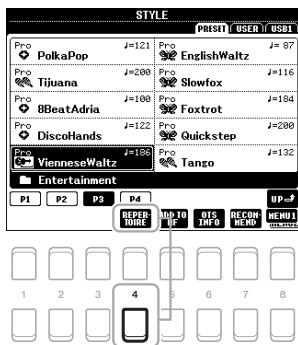 STYLE
PRESET USER USB1
Pro PolkaPop ♩=121
Pro EnglishWaltz ♩= 87
Pro Tijuana ♩=200
Pro Slowfox ♩=116
Pro 8BeatAdria ♩=100
Pro Foxtrot ♩=184
Pro DiscoHands ♩=122
Pro Quickstep ♩=200
Pro VienneseWaltz ♩=186
Pro Tango ♩=132
Entertainment
P1 P2 P3 P4 UP
REPER-TOIRE TO OTS INFO RECOM-MEND MENU1
1 2 3 4 5 6 7 8